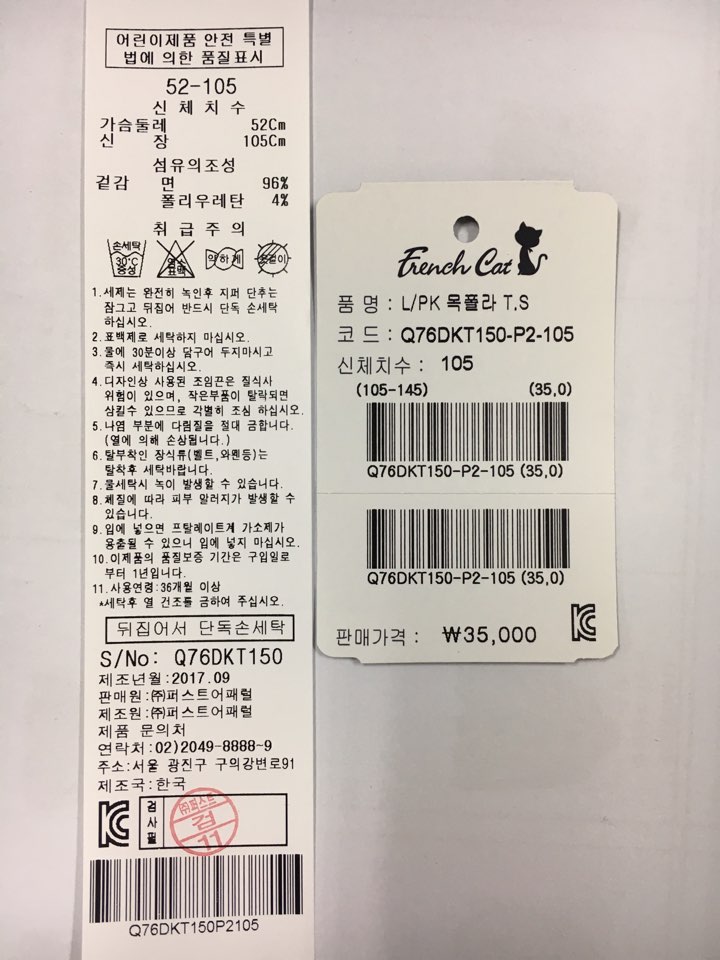 어린이제품 안전 특별
법에 의한 품질표시
52-105
신 체 치 수
가슴둘레 52Cm
신 장 105Cm
섬유의조성
겉감 면 96%
폴리우레탄 4%
취 급 주 의
손세탁 30℃ 중성 염소 표백 약하게 옷걸이
1.세제는 완전히 녹인후 지퍼 단추는
잠그고 뒤집어 반드시 단독 손세탁
하십시오.
2.표백제로 세탁하지 마십시오.
3.물에 30분이상 담구어 두지마시고
즉시 세탁하십시오.
4.디자인상 사용된 조임끈은 질식사
위험이 있으며, 작은부품이 탈락되면
삼킬수 있으므로 각별히 조심 하십시오.
5.나염 부분에 다림질을 절대 금합니다.
(열에 의해 손상됩니다.)
6.탈부착인 장식류(벨트,와펜등)는
탈착후 세탁바랍니다.
7.물세탁시 녹이 발생할 수 있습니다.
8.체질에 따라 피부 알러지가 발생할 수
있습니다.
9.입에 넣으면 프탈레이트계 가소제가
용출될 수 있으니 입에 넣지 마십시오.
10.이제품의 품질보증 기간은 구입일로
부터 1년입니다.
11.사용연령:36개월 이상
*세탁후 열 건조를 금하여 주십시오.
뒤집어서 단독손세탁
S/No: Q76DKT150
제조년월:2017.09
판매원:㈜퍼스트어패럴
제조원:㈜퍼스트어패럴
제품 문의처
연락처:02)2049-8888-9
주소:서울 광진구 구의강변로91
제조국:한국
KC 검사필 ㈜퍼스트 검 11
Q76DKT150P2105
French Cat
품 명 : L/PK 목폴라 T.S
코 드 : Q76DKT150-P2-105
신체치수 : 105
(105-145) (35,0)
Q76DKT150-P2-105 (35,0)
Q76DKT150-P2-105 (35,0)
판매가격 : ₩35,000 KC